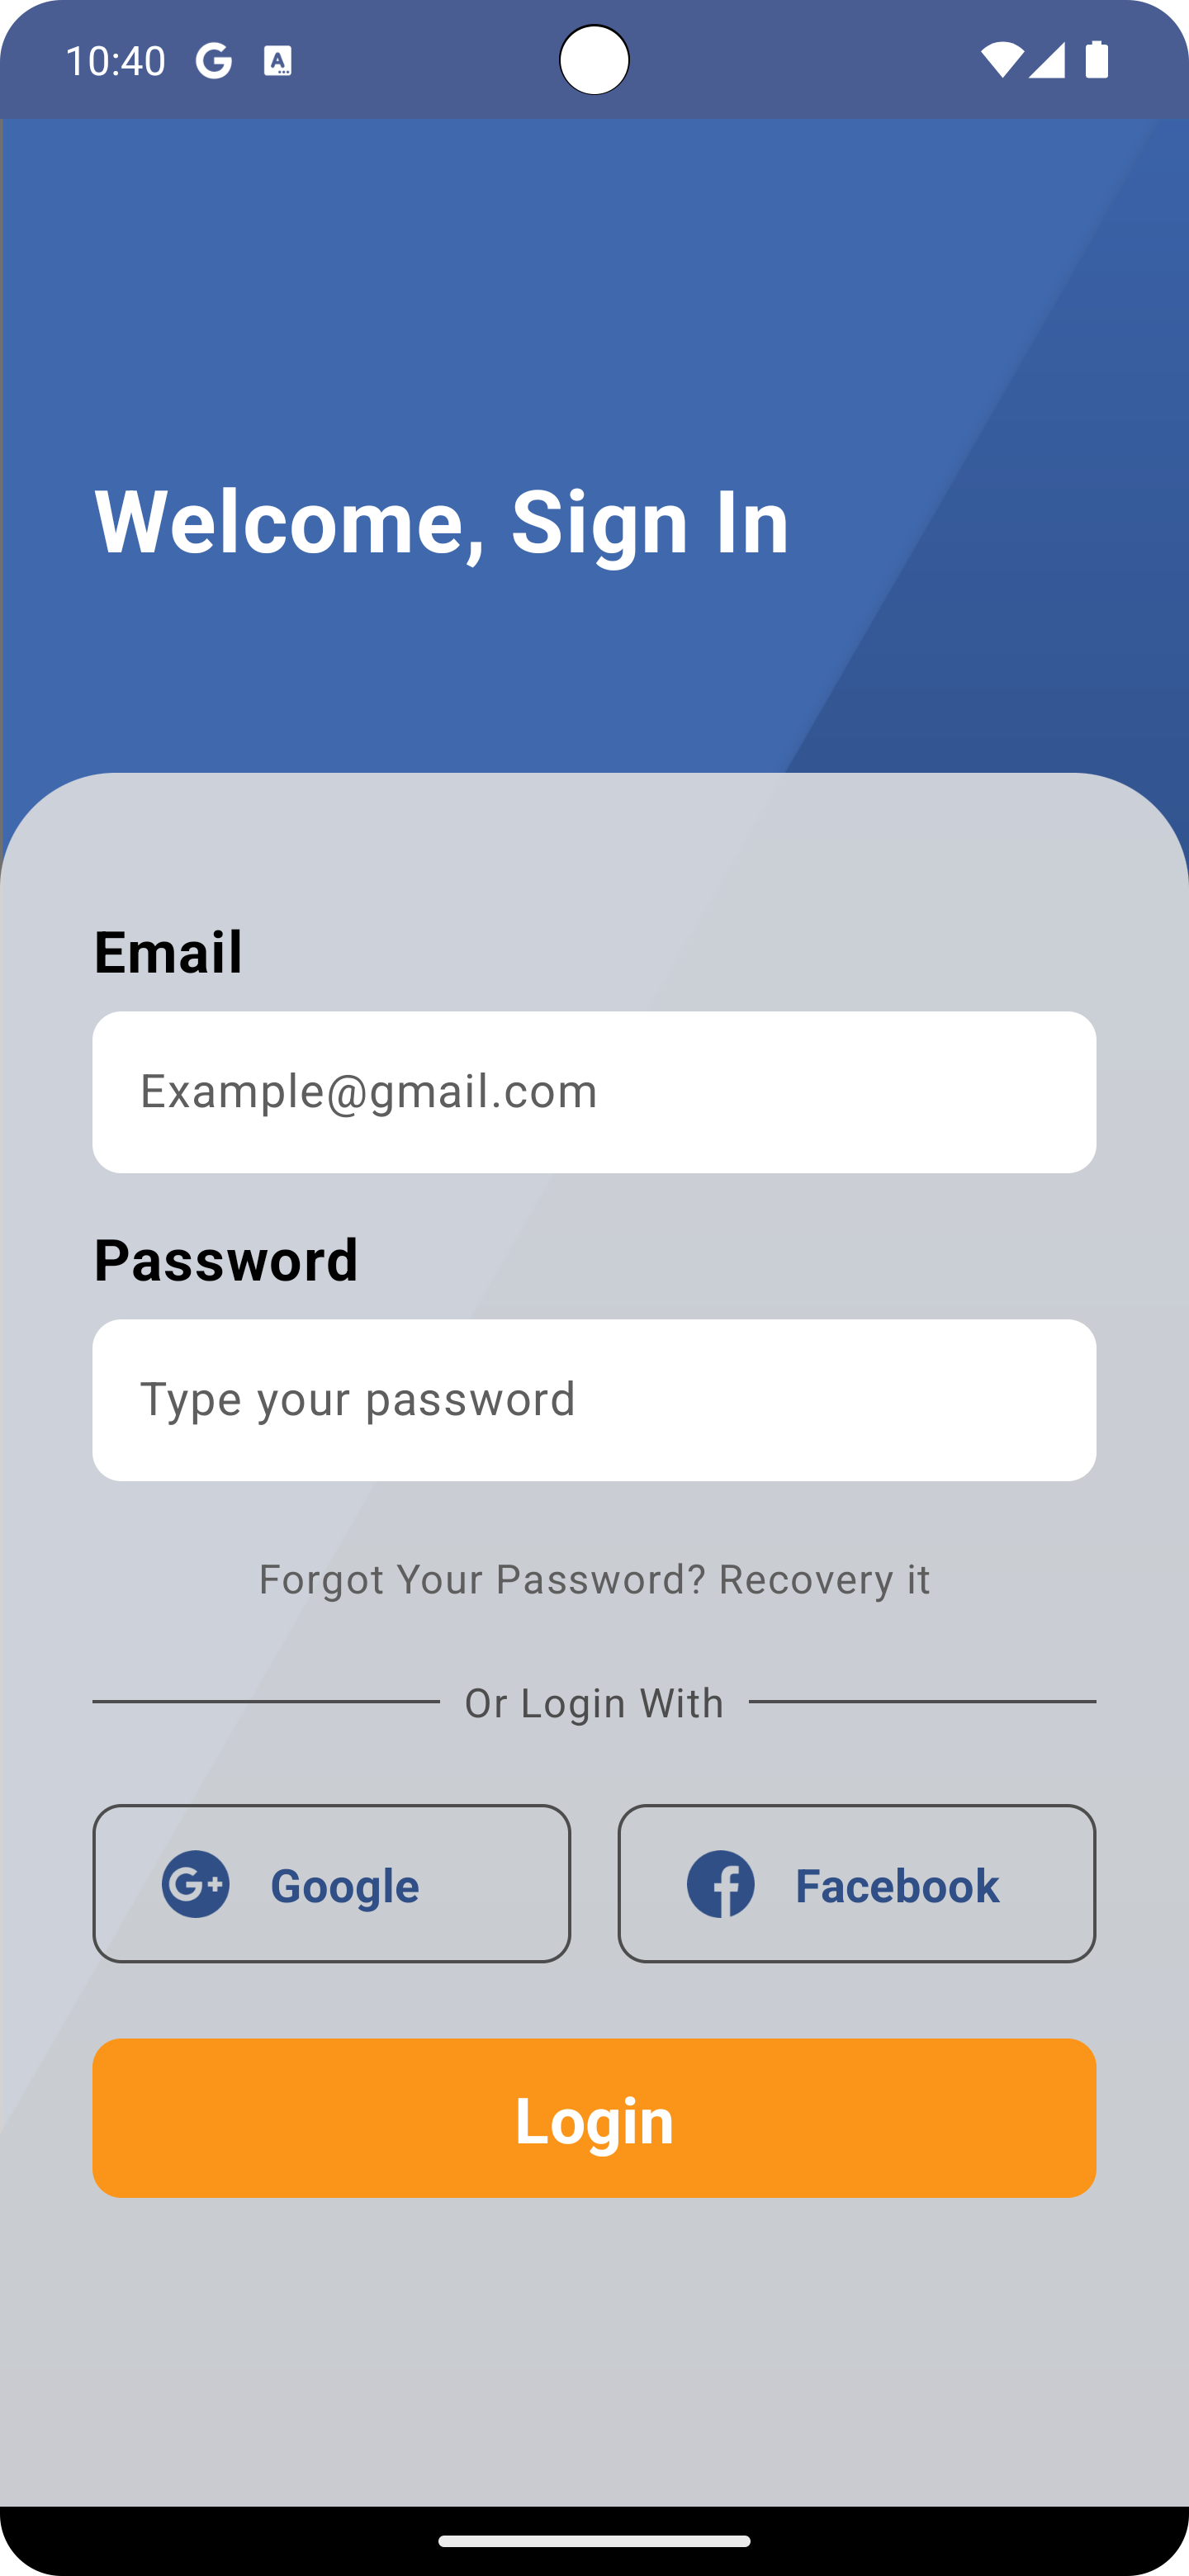 10:40
Welcome, Sign In
Email
Example@gmail.com
Password
Type your password
Forgot Your Password? Recovery it
Or Login With
G+ Google
Facebook
Login